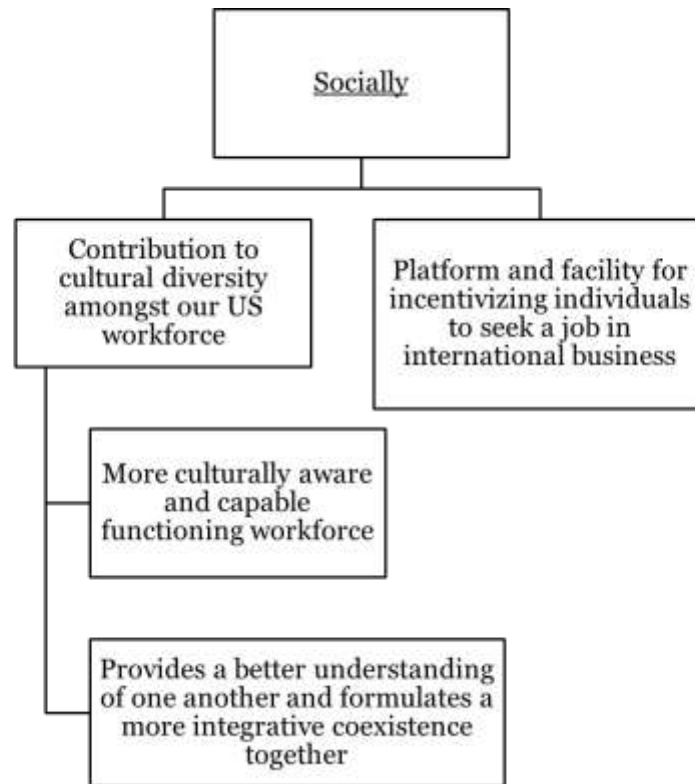 Socially
Contribution to
cultural diversity
amongst our US
workforce
Platform and facility for
incentivizing individuals
to seek a job in
international business
More culturally aware
and capable
functioning workforce
Provides a better understanding
of one another and formulates a
more integrative coexistence
together